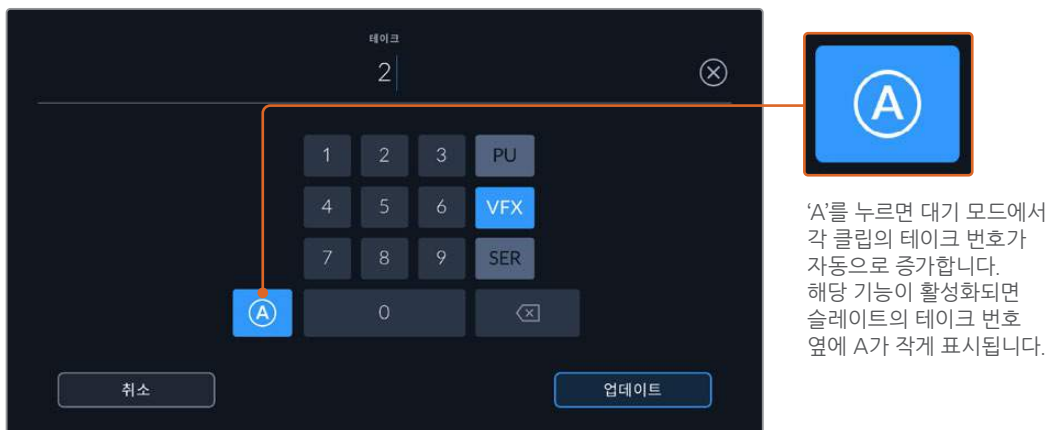 테이크
2
1 2 3 PU
4 5 6 VFX
7 8 9 SER
A 0
취소 업데이트
A
‘A’를 누르면 대기 모드에서
각 클립의 테이크 번호가
자동으로 증가합니다.
해당 기능이 활성화되면
슬레이트의 테이크 번호
옆에 A가 작게 표시됩니다.